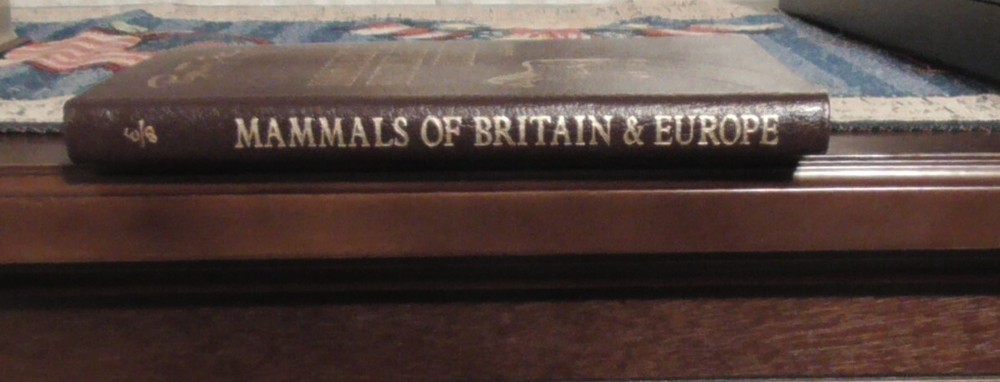 MAMMALS OF BRITAIN & EUROPE